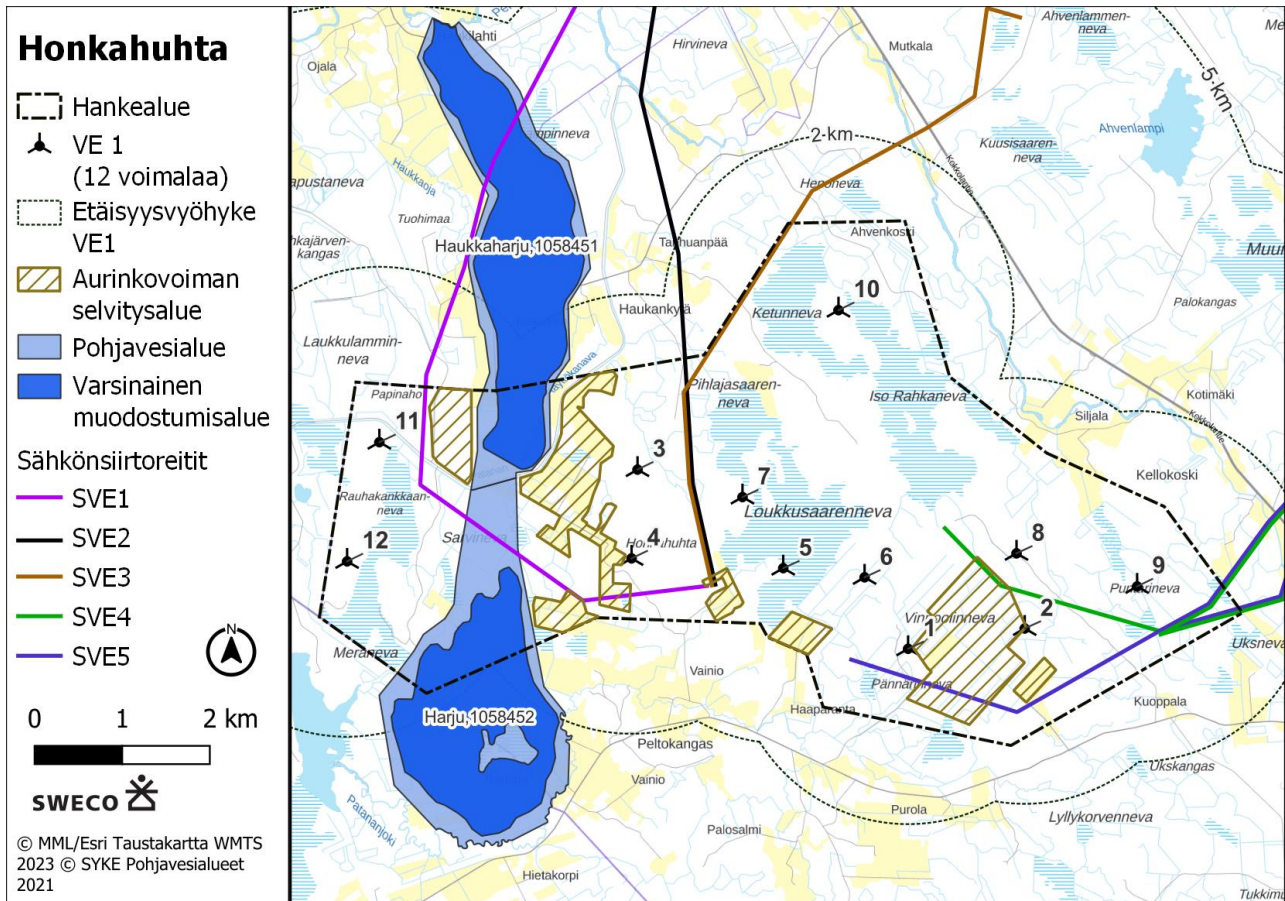 Honkahuhta
Hankealue
VE 1
(12 voimalaa)
Etäisyysvyöhyke
VE1
Aurinkovoiman
selvitysalue
Pohjavesialue
Varsinainen
muodostumisalue
Sähkönsiirtoreitit
SVE1
SVE2
SVE3
SVE4
SVE5
N
0 1 2 km
SWECO
© MML/Esri Taustakartta WMTS
2023 © SYKE Pohjavesialueet
2021
Ojala
Hirvineva
Mutkala
Ahvenlammen-
neva
5 km
Ahvenlampi
2 km
Kuusisaaren-
neva
Haukkaoja
Tuohimaa
Haukkaharju,1058451
Ahvenkoski
Palokangas
Haukankylä
Ketunneva
10
Laukkulammin-
neva
Papinaho
Pihlajasaaren-
neva
Iso Rahkaneva
Siljala
Kotimäki
11
3
7
Kellokoski
Rauhakankkaan-
neva
Loukkusaarenneva
12
4
5
6
8
9
1
2
Meräneva
Vainio
Haaparanta
Pännärinneva
Uksneva
Kuoppala
Harju,1058452
Peltokangas
Vainio
Ukskangas
Patananjoki
Purola
Palosalmi
Lyllykorvenneva
Hietakorpi